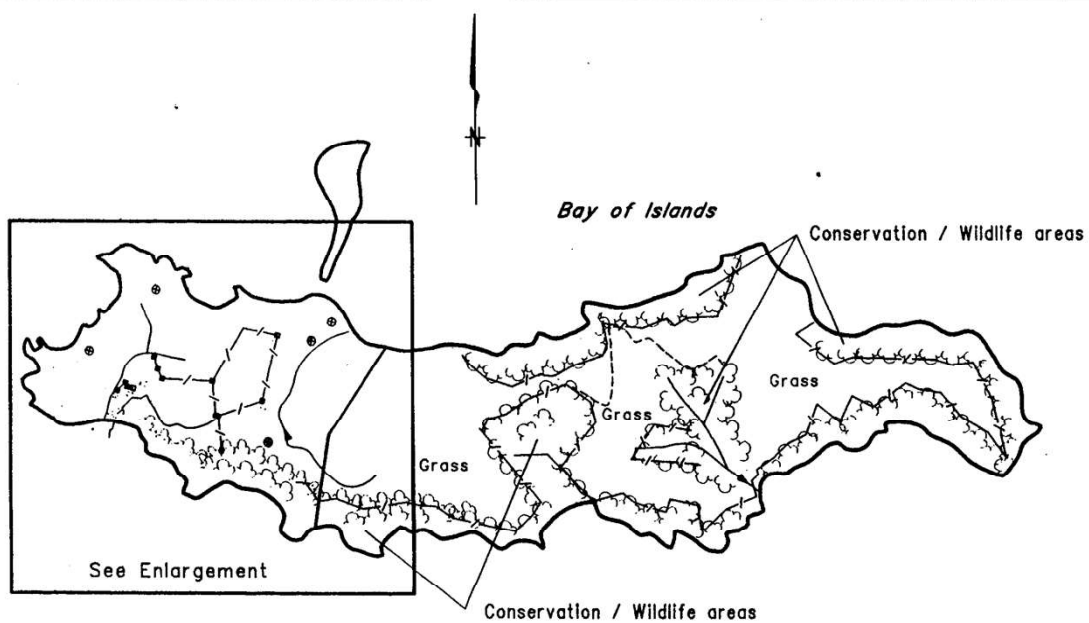 N
Bay of Islands
Conservation / Wildlife areas
Grass
Grass
Grass
See Enlargement
Conservation / Wildlife areas